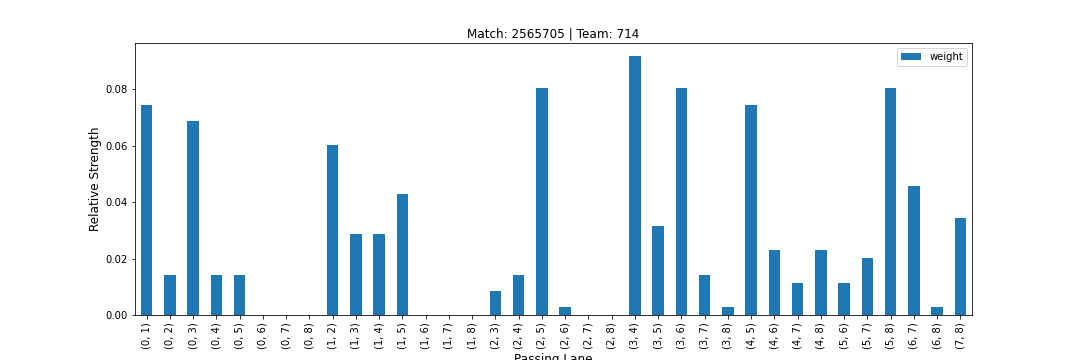 Match: 2565705 | Team: 714
weight
Relative Strength
0.08
0.06
0.04
0.02
0.00
(0, 1) (0, 2) (0, 3) (0, 4) (0, 5) (0, 6) (0, 7) (0, 8) (1, 2) (1, 3) (1, 4) (1, 5) (1, 6) (1, 7) (1, 8) (2, 3) (2, 4) (2, 5) (2, 6) (2, 7) (2, 8) (3, 4) (3, 5) (3, 6) (3, 7) (3, 8) (4, 5) (4, 6) (4, 7) (4, 8) (5, 6) (5, 7) (5, 8) (6, 7) (6, 8) (7, 8)
Passing Lane